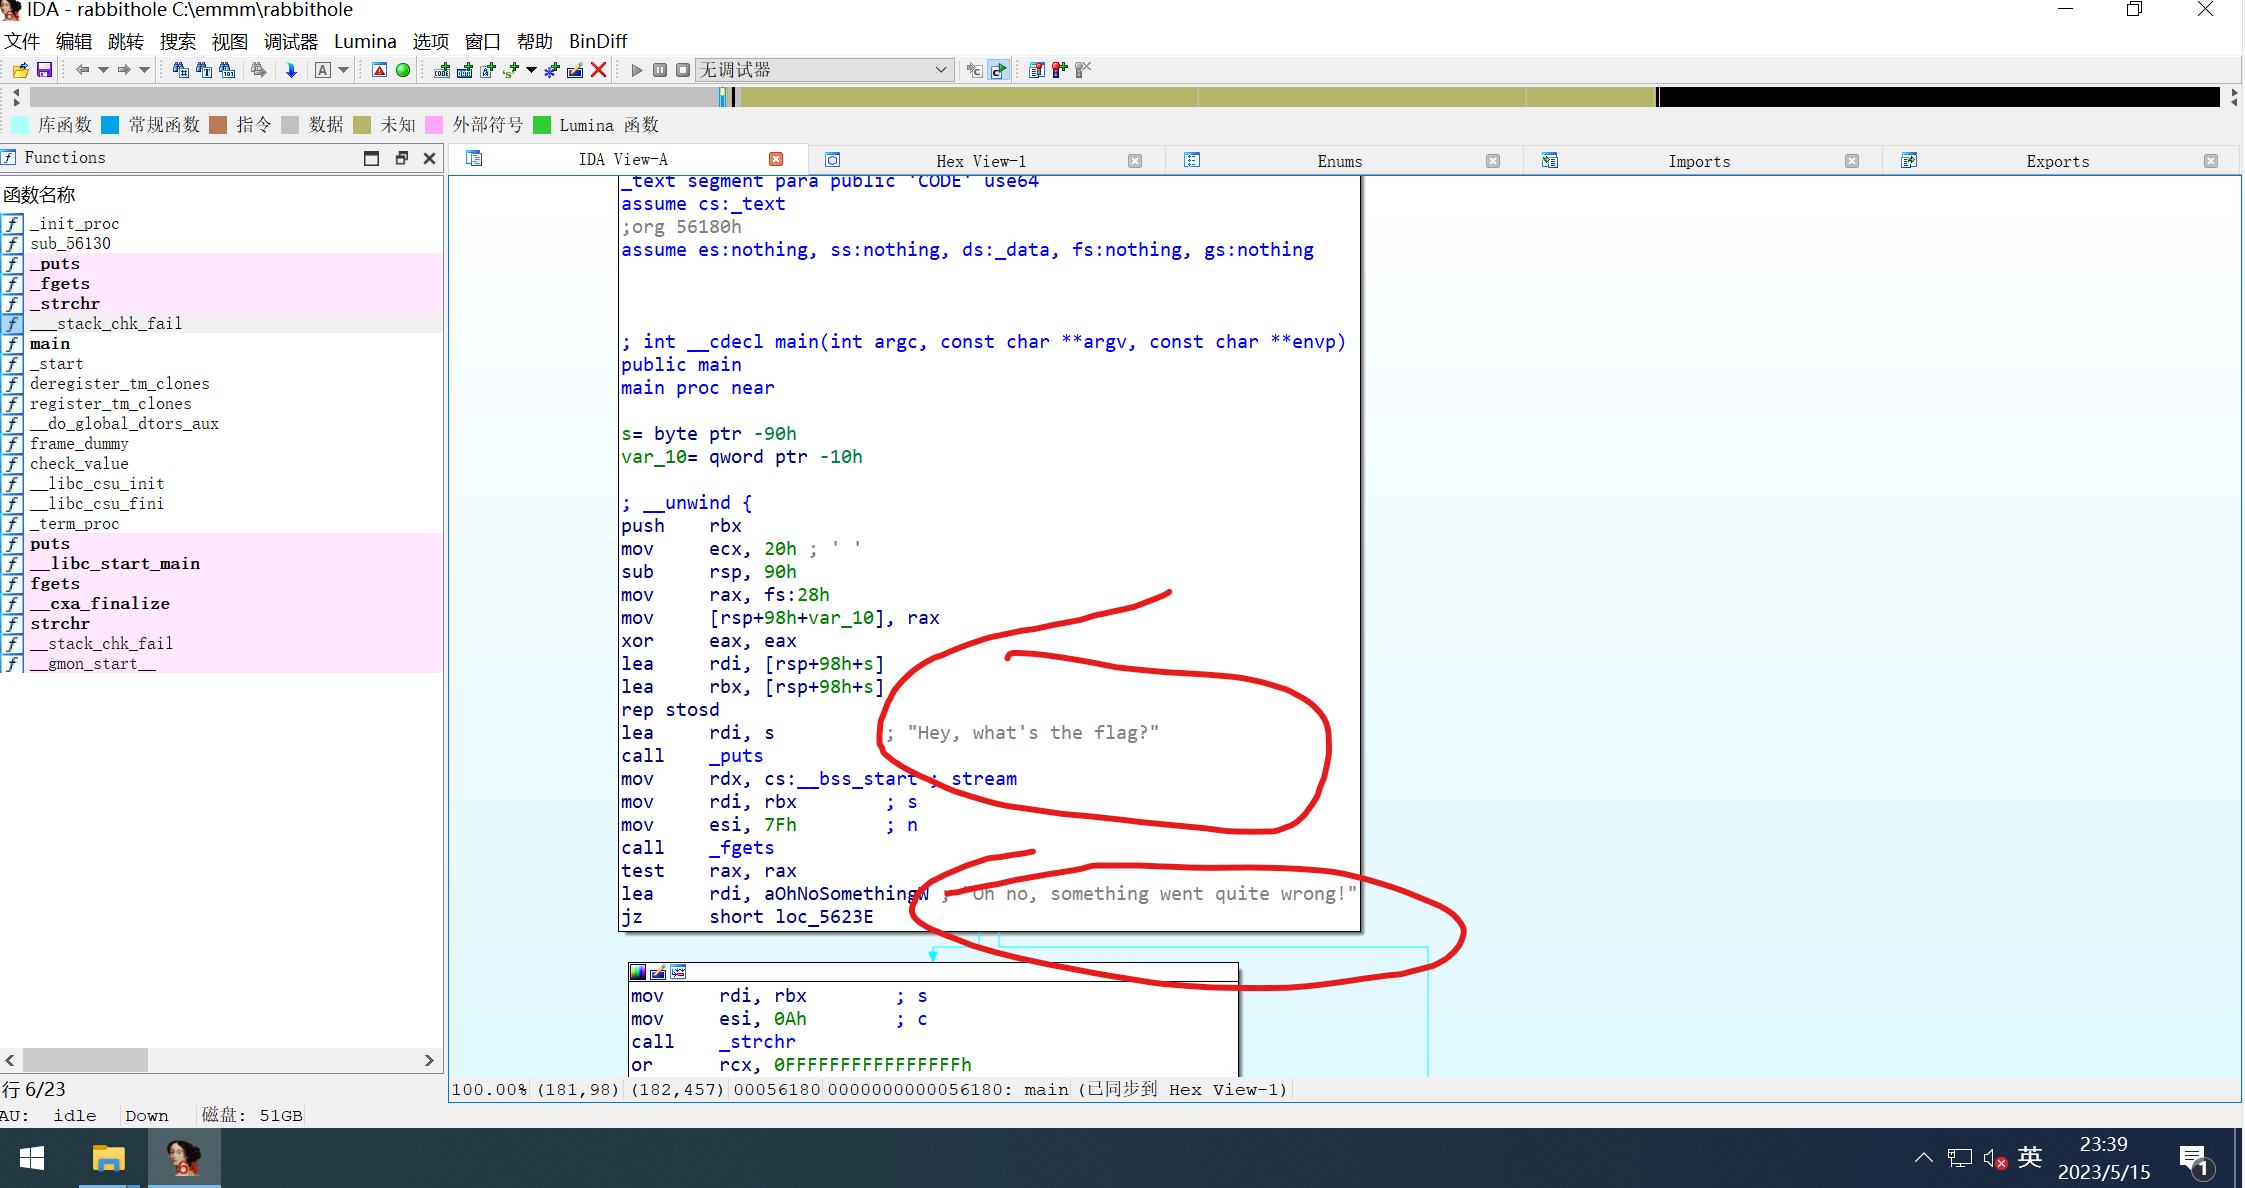 IDA - rabbithole C:\emmm\rabbithole
文件 编辑 跳转 搜索 视图 调试器 Lumina 选项 窗口 帮助 BinDiff
无调试器
库函数 常规函数 指令 数据 未知 外部符号 Lumina 函数
Functions
函数名称
_init_proc
sub_56130
_puts
_fgets
_strchr
___stack_chk_fail
main
_start
deregister_tm_clones
register_tm_clones
__do_global_dtors_aux
frame_dummy
check_value
__libc_csu_init
__libc_csu_fini
_term_proc
puts
__libc_start_main
fgets
__cxa_finalize
strchr
__stack_chk_fail
__gmon_start__
行 6/23
IDA View-A Hex View-1 Enums Imports Exports
_text segment para public 'CODE' use64
assume cs:_text
;org 56180h
assume es:nothing, ss:nothing, ds:_data, fs:nothing, gs:nothing
; int __cdecl main(int argc, const char **argv, const char **envp)
public main
main proc near
s= byte ptr -90h
var_10= qword ptr -10h
; __unwind {
push rbx
mov ecx, 20h ; ' '
sub rsp, 90h
mov rax, fs:28h
mov [rsp+98h+var_10], rax
xor eax, eax
lea rdi, [rsp+98h+s]
lea rbx, [rsp+98h+s]
rep stosd
lea rdi, s ; "Hey, what's the flag?"
call _puts
mov rdx, cs:__bss_start ; stream
mov rdi, rbx ; s
mov esi, 7Fh ; n
call _fgets
test rax, rax
lea rdi, aOhNoSomethingW ; "Oh no, something went quite wrong!"
jz short loc_5623E
mov rdi, rbx ; s
mov esi, 0Ah ; c
call _strchr
or rcx, 0FFFFFFFFFFFFFFFFh
100.00% (181,98) (182,457) 00056180 0000000000056180: main (已同步到 Hex View-1)
AU: idle Down 磁盘: 51GB
英
23:39
2023/5/15
1